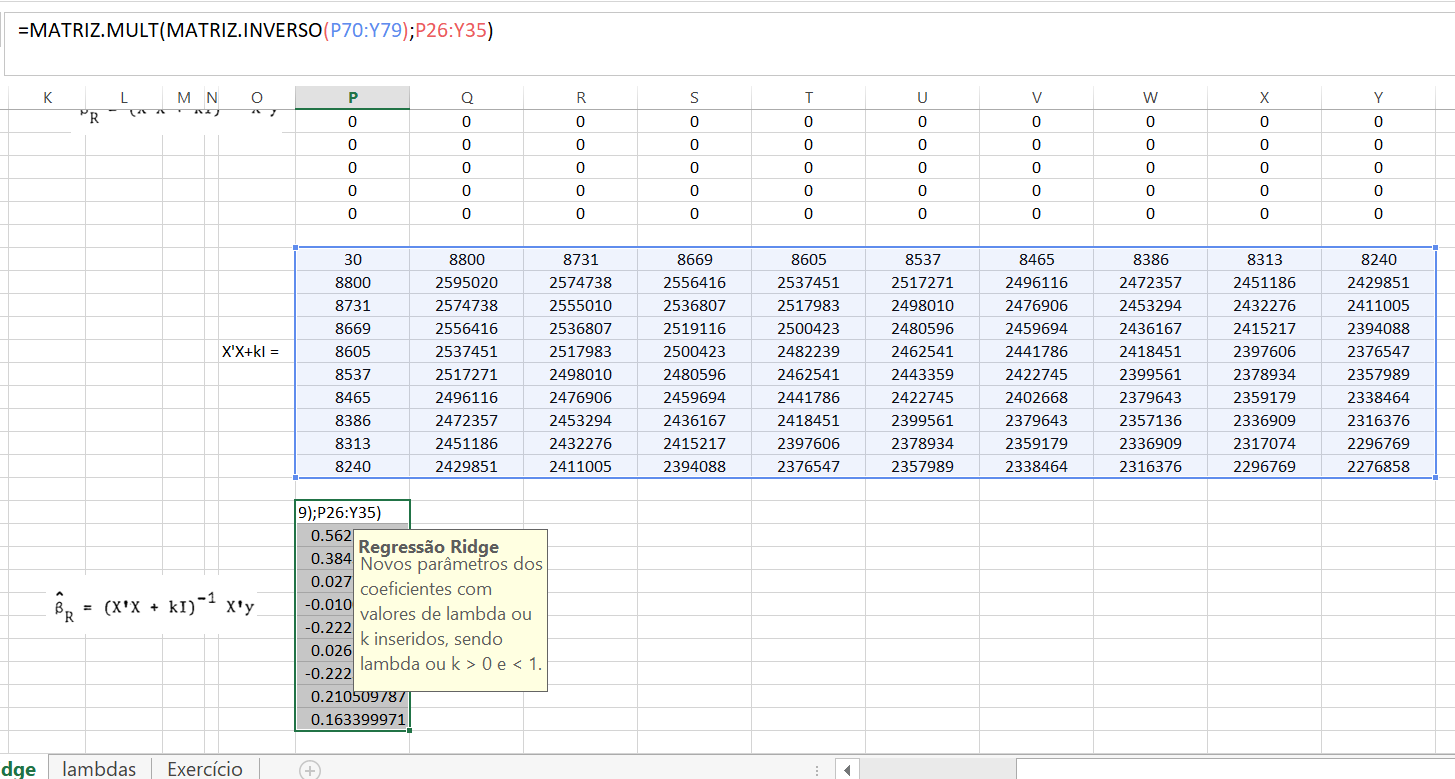 =MATRIZ.MULT(MATRIZ.INVERSO(P70:Y79);P26:Y35)
K L M N O P Q R S T U V W X Y
0 0 0 0 0 0 0 0 0 0
0 0 0 0 0 0 0 0 0 0
0 0 0 0 0 0 0 0 0 0
0 0 0 0 0 0 0 0 0 0
0 0 0 0 0 0 0 0 0 0
30 8800 8731 8669 8605 8537 8465 8386 8313 8240
8800 2595020 2574738 2556416 2537451 2517271 2496116 2472357 2451186 2429851
8731 2574738 2555010 2536807 2517983 2498010 2476906 2453294 2432276 2411005
8669 2556416 2536807 2519116 2500423 2480596 2459694 2436167 2415217 2394088
X'X+kI = 8605 2537451 2517983 2500423 2482239 2462541 2441786 2418451 2397606 2376547
8537 2517271 2498010 2480596 2462541 2443359 2422745 2399561 2378934 2357989
8465 2496116 2476906 2459694 2441786 2422745 2402668 2379643 2359179 2338464
8386 2472357 2453294 2436167 2418451 2399561 2379643 2357136 2336909 2316376
8313 2451186 2432276 2415217 2397606 2378934 2359179 2336909 2317074 2296769
8240 2429851 2411005 2394088 2376547 2357989 2338464 2316376 2296769 2276858
9);P26:Y35)
0.562
0.384
0.027
-0.010
-0.222
0.026
-0.222
0.210509787
0.163399971
Regressão Ridge
Novos parâmetros dos
coeficientes com
valores de lambda ou
k inseridos, sendo
lambda ou k > 0 e < 1.
β̂R = (X'X + kI)⁻¹ X'y
dge lambdas Exercício